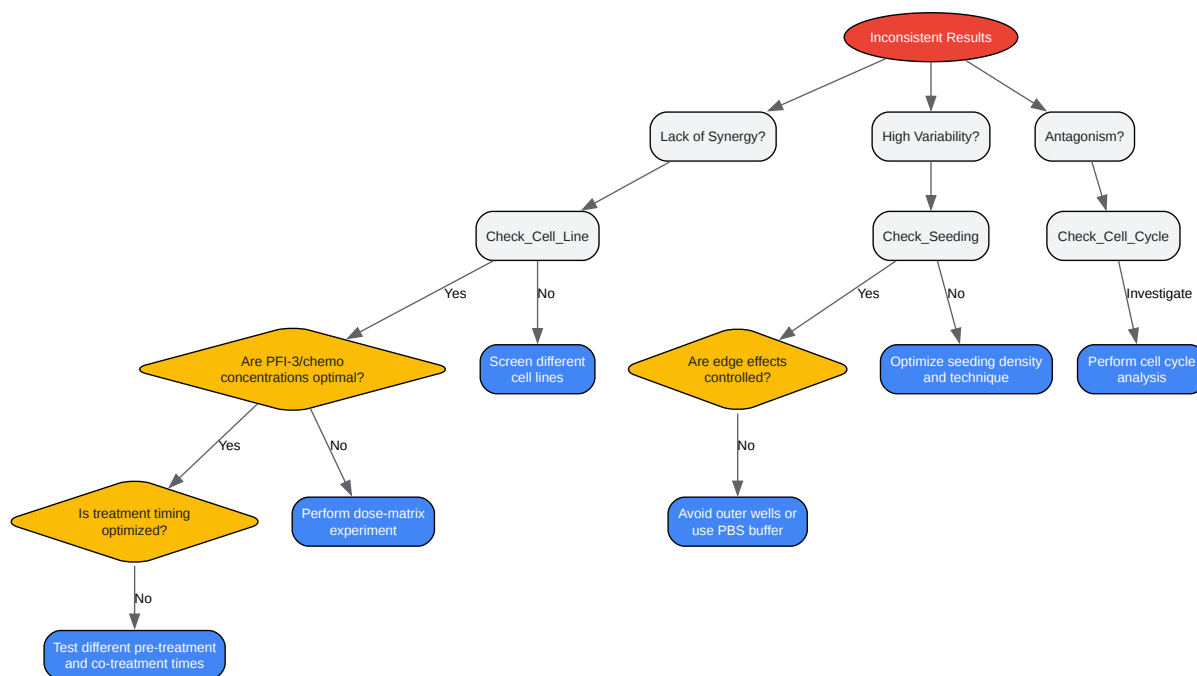 Inconsistent Results
Lack of Synergy?
High Variability?
Antagonism?
Check_Cell_Line
Check_Seeding
Check_Cell_Cycle
Yes
No
Yes
No
Investigate
Are PFI-3/chemo
concentrations optimal?
Screen different
cell lines
Are edge effects
controlled?
Optimize seeding density
and technique
Perform cell cycle
analysis
Yes
No
No
Is treatment timing
optimized?
Perform dose-matrix
experiment
Avoid outer wells or
use PBS buffer
No
Test different pre-treatment
and co-treatment times